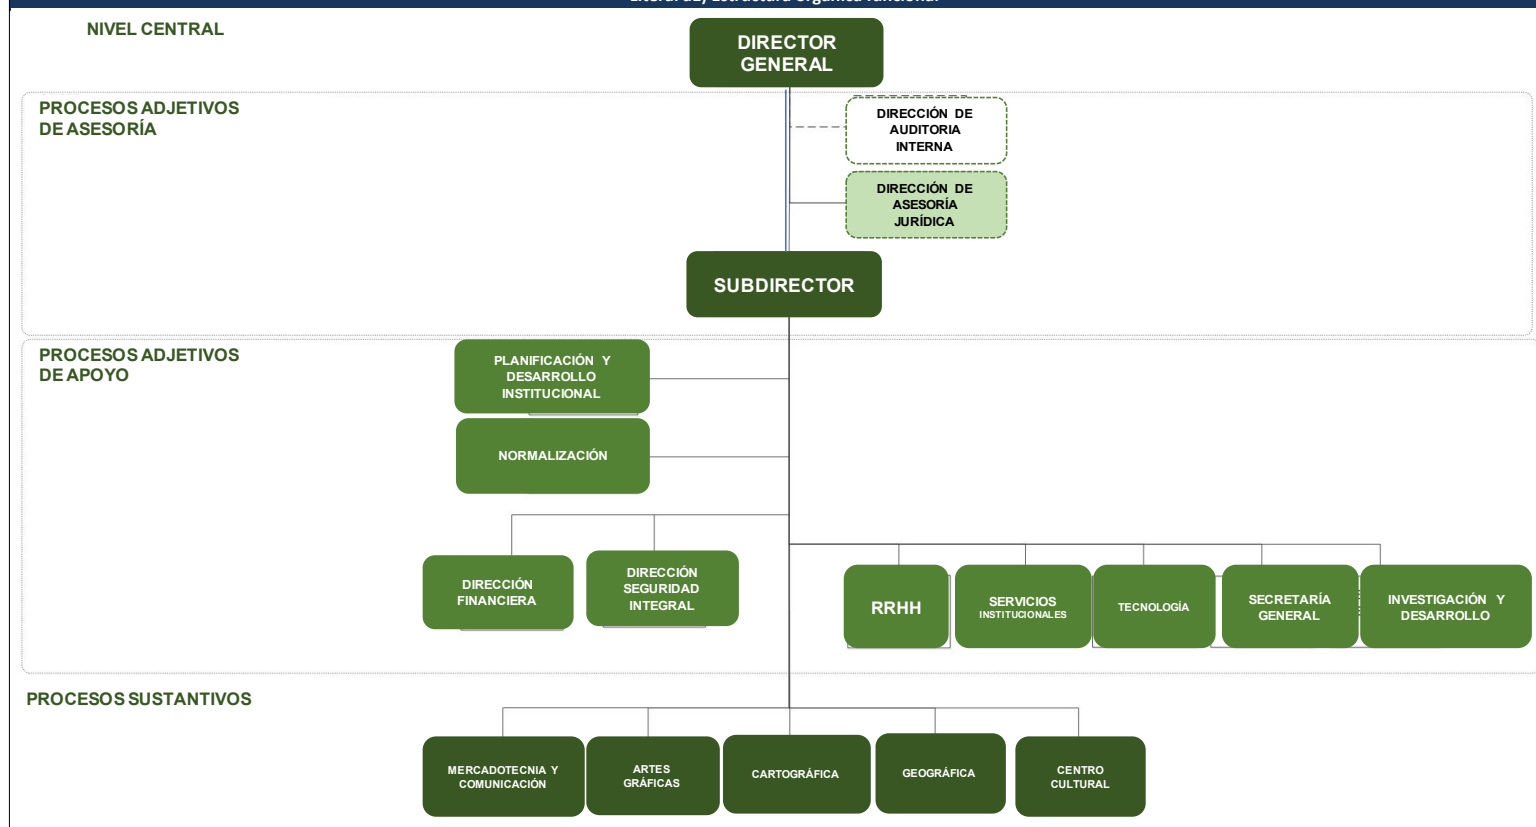 NIVEL CENTRAL
DIRECTOR
GENERAL
PROCESOS ADJETIVOS
DE ASESORÍA
DIRECCIÓN DE
AUDITORIA
INTERNA
DIRECCIÓN DE
ASESORÍA
JURÍDICA
SUBDIRECTOR
PROCESOS ADJETIVOS
DE APOYO
PLANIFICACIÓN Y
DESARROLLO
INSTITUCIONAL
NORMALIZACIÓN
DIRECCIÓN
FINANCIERA
DIRECCIÓN
SEGURIDAD
INTEGRAL
RRHH
SERVICIOS
INSTITUCIONALES
TECNOLOGÍA
SECRETARÍA
GENERAL
INVESTIGACIÓN Y
DESARROLLO
PROCESOS SUSTANTIVOS
MERCADOTECNIA Y
COMUNICACIÓN
ARTES
GRÁFICAS
CARTOGRÁFICA
GEOGRÁFICA
CENTRO
CULTURAL